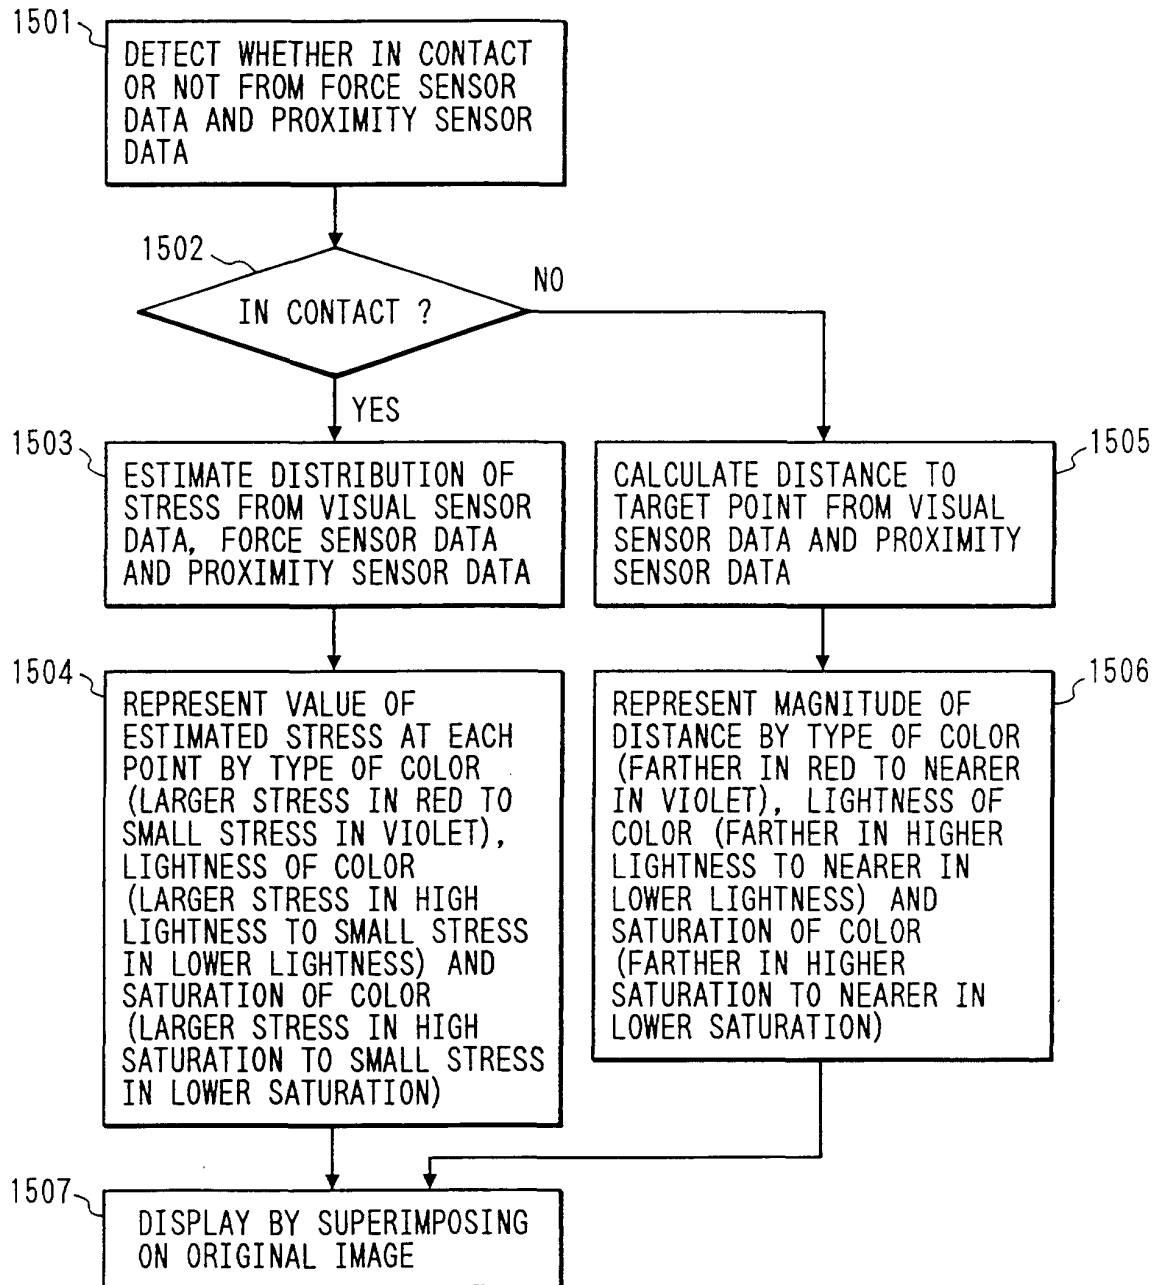 1501
DETECT WHETHER IN CONTACT
OR NOT FROM FORCE SENSOR
DATA AND PROXIMITY SENSOR
DATA
1502
IN CONTACT ?
NO
YES
1503
ESTIMATE DISTRIBUTION OF
STRESS FROM VISUAL SENSOR
DATA, FORCE SENSOR DATA
AND PROXIMITY SENSOR DATA
1505
CALCULATE DISTANCE TO
TARGET POINT FROM VISUAL
SENSOR DATA AND PROXIMITY
SENSOR DATA
1504
REPRESENT VALUE OF
ESTIMATED STRESS AT EACH
POINT BY TYPE OF COLOR
(LARGER STRESS IN RED TO
SMALL STRESS IN VIOLET),
LIGHTNESS OF COLOR
(LARGER STRESS IN HIGH
LIGHTNESS TO SMALL STRESS
IN LOWER LIGHTNESS) AND
SATURATION OF COLOR
(LARGER STRESS IN HIGH
SATURATION TO SMALL STRESS
IN LOWER SATURATION)
1506
REPRESENT MAGNITUDE OF
DISTANCE BY TYPE OF COLOR
(FARTHER IN RED TO NEARER
IN VIOLET), LIGHTNESS OF
COLOR (FARTHER IN HIGHER
LIGHTNESS TO NEARER IN
LOWER LIGHTNESS) AND
SATURATION OF COLOR
(FARTHER IN HIGHER
SATURATION TO NEARER IN
LOWER SATURATION)
1507
DISPLAY BY SUPERIMPOSING
ON ORIGINAL IMAGE